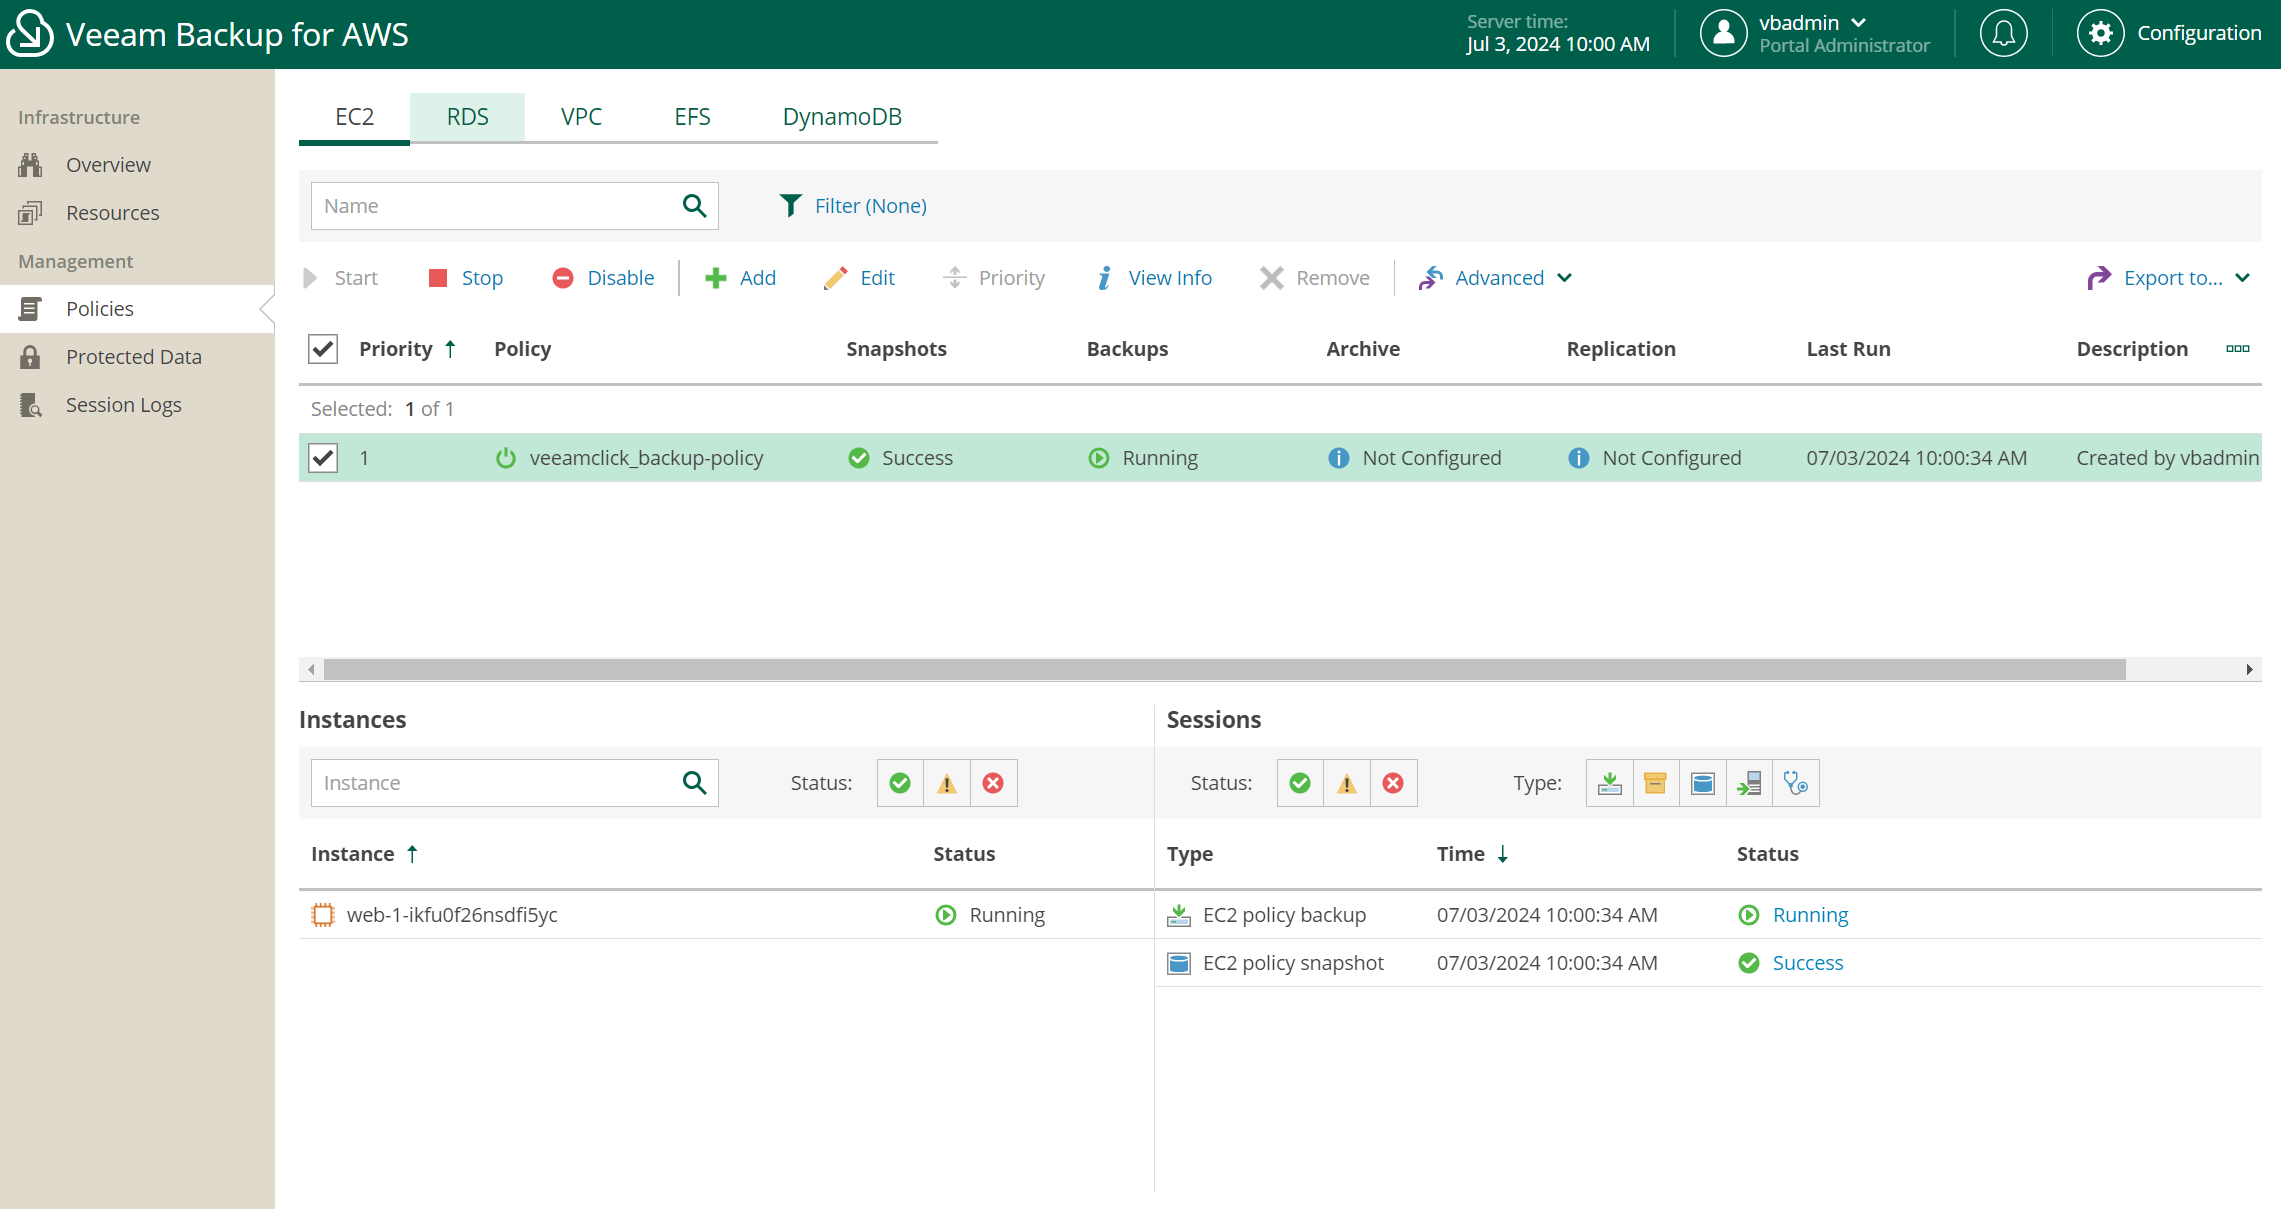 Veeam Backup for AWS
Server time:
Jul 3, 2024 10:00 AM
vbadmin
Portal Administrator
Configuration
Infrastructure
Overview
Resources
Management
Policies
Protected Data
Session Logs
EC2 RDS VPC EFS DynamoDB
Name Filter (None)
Start Stop Disable Add Edit Priority View Info Remove Advanced Export to...
Priority Policy Snapshots Backups Archive Replication Last Run Description
Selected: 1 of 1
1 veeamclick_backup-policy Success Running Not Configured Not Configured 07/03/2024 10:00:34 AM Created by vbadmin
Instances
Instance Status:
Instance Status
web-1-ikfu0f26nsdfi5yc Running
Sessions
Status: Type:
Type Time Status
EC2 policy backup 07/03/2024 10:00:34 AM Running
EC2 policy snapshot 07/03/2024 10:00:34 AM Success